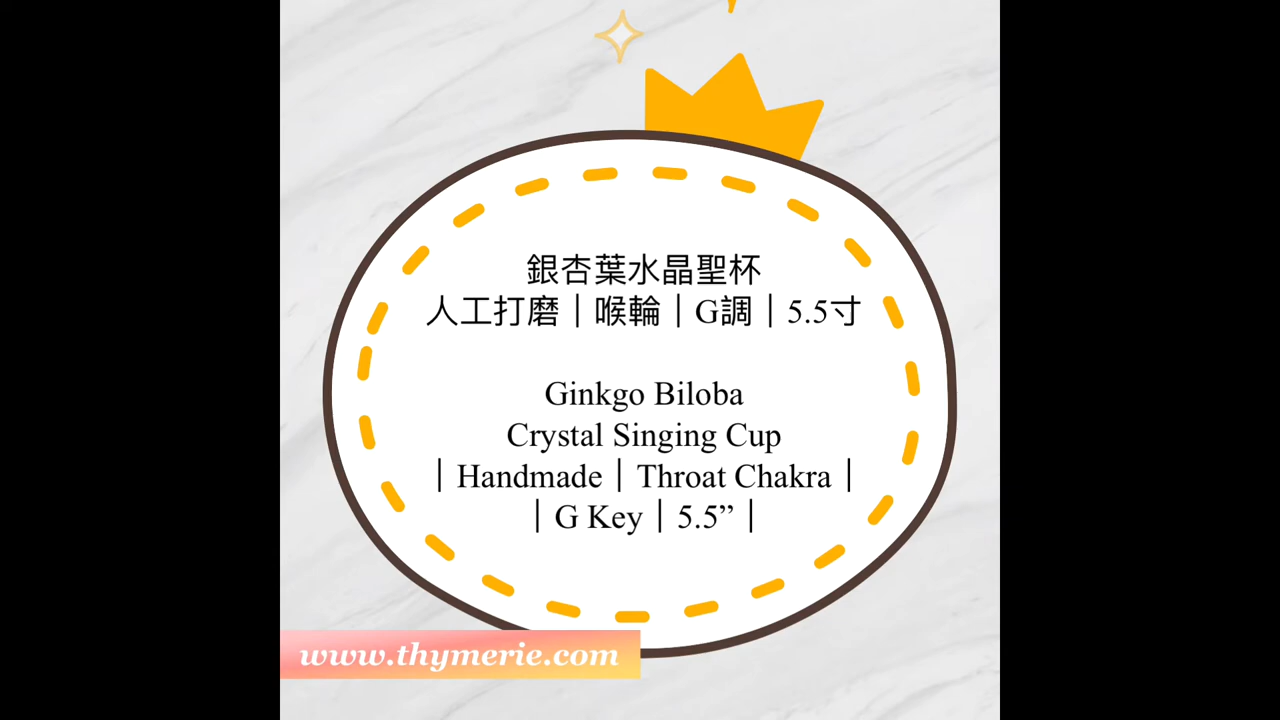 銀杏葉水晶聖杯
人工打磨｜喉輪｜G調｜5.5寸
Ginkgo Biloba
Crystal Singing Cup
｜Handmade｜Throat Chakra｜
｜G Key｜5.5”｜
www.thymerie.com